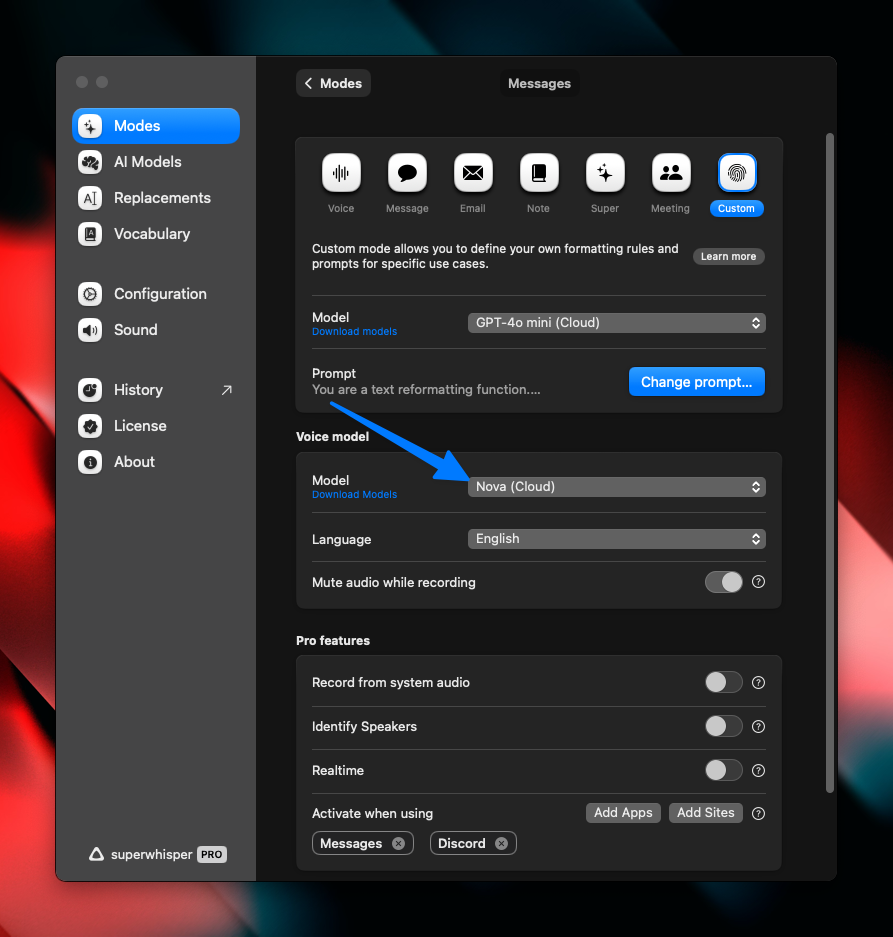 Modes
AI Models
Replacements
Vocabulary
Configuration
Sound
History
License
About
superwhisper PRO
Modes
Messages
Voice
Message
Email
Note
Super
Meeting
Custom
Custom mode allows you to define your own formatting rules and
prompts for specific use cases.
Learn more
Model
Download models
GPT-4o mini (Cloud)
Prompt
You are a text reformatting function....
Change prompt...
Voice model
Model
Download Models
Nova (Cloud)
Language
English
Mute audio while recording
Pro features
Record from system audio
Identify Speakers
Realtime
Activate when using
Add Apps
Add Sites
Messages
Discord